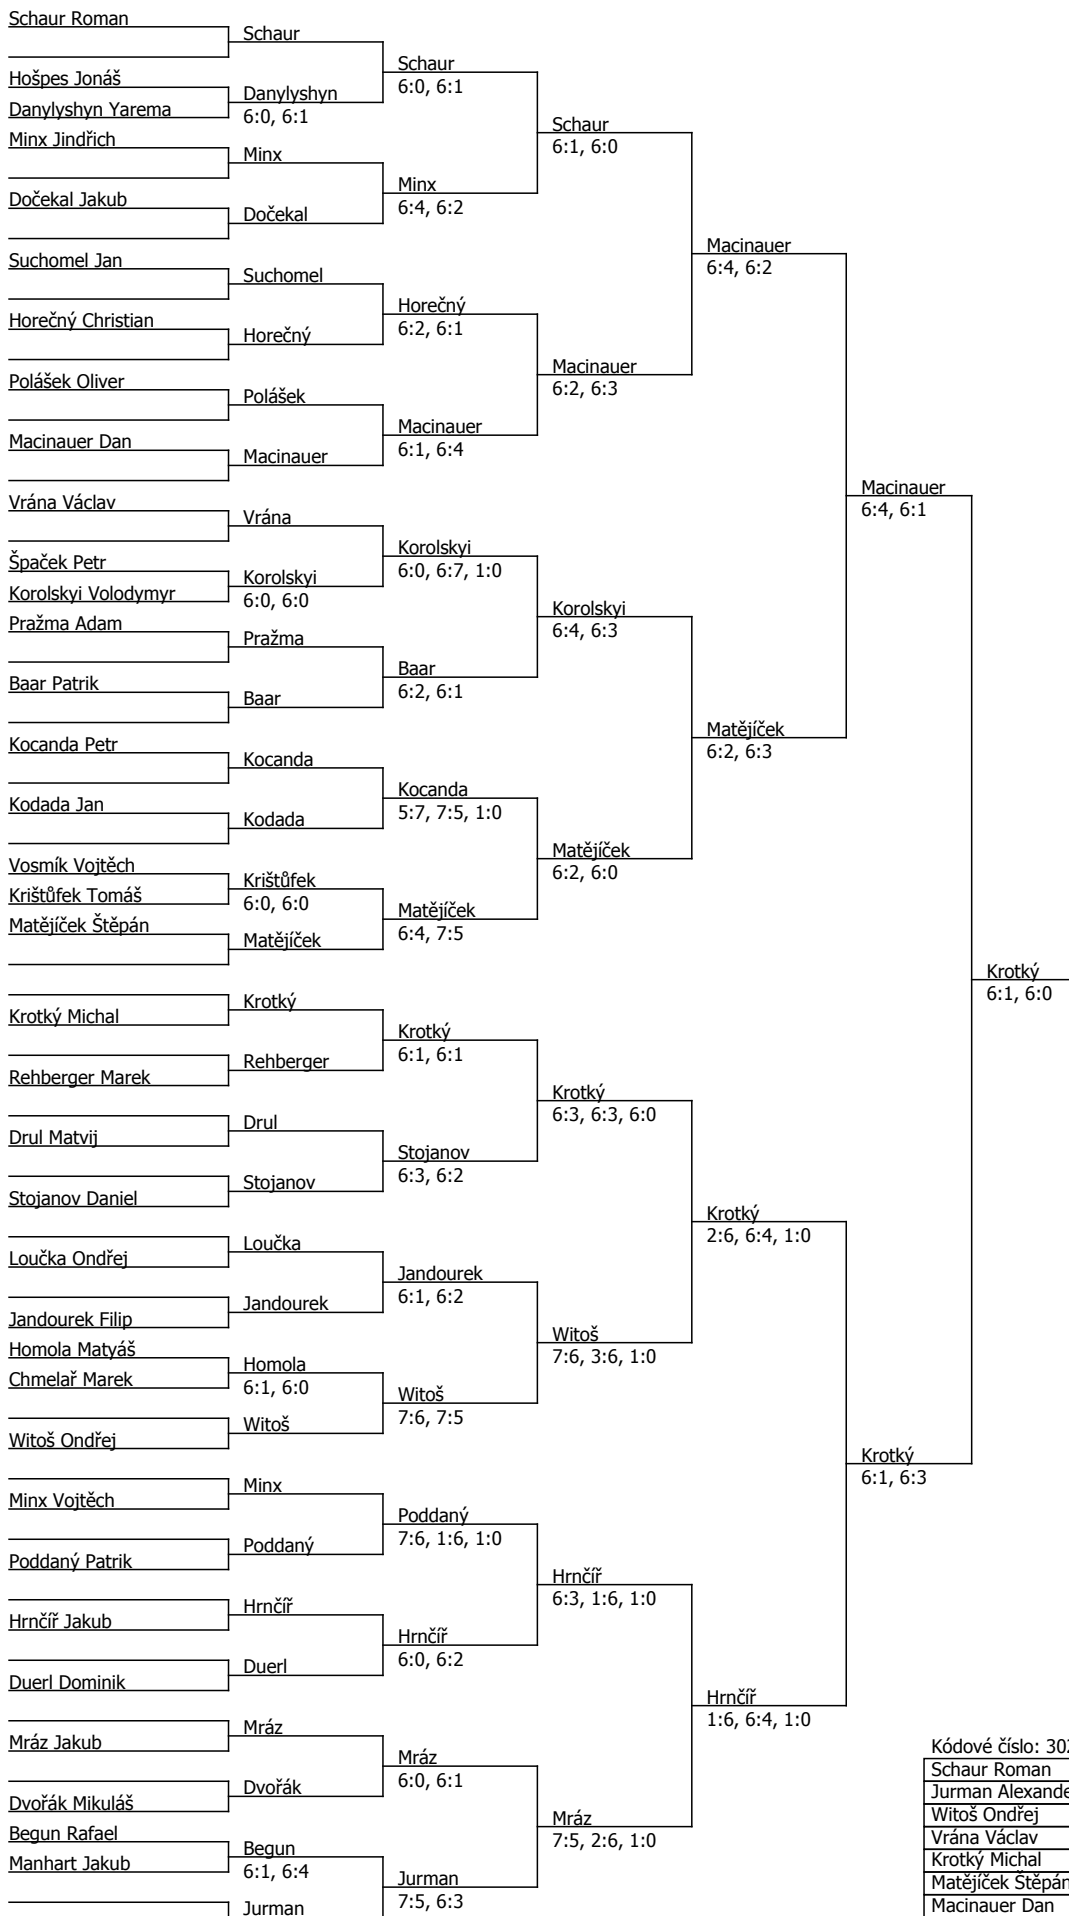 Schaur Roman
Hošpes Jonáš
Danylyshyn Yarema
Minx Jindřich
Dočekal Jakub
Suchomel Jan
Horečný Christian
Polášek Oliver
Macinauer Dan
Vrána Václav
Špaček Petr
Korolskyi Volodymyr
Pražma Adam
Baar Patrik
Kocanda Petr
Kodada Jan
Vosmík Vojtěch
Krištůfek Tomáš
Matějíček Štěpán
Krotký Michal
Rehberger Marek
Drul Matvij
Stojanov Daniel
Loučka Ondřej
Jandourek Filip
Homola Matyáš
Chmelař Marek
Witoš Ondřej
Minx Vojtěch
Poddaný Patrik
Hrnčíř Jakub
Duerl Dominik
Mráz Jakub
Dvořák Mikuláš
Begun Rafael
Manhart Jakub
Schaur
Danylyshyn
6:0, 6:1
Minx
Dočekal
Suchomel
Horečný
Polášek
Macinauer
Vrána
Korolskyi
6:0, 6:0
Pražma
Baar
Kocanda
Kodada
Krištůfek
6:0, 6:0
Matějíček
Krotký
Rehberger
Drul
Stojanov
Loučka
Jandourek
Homola
6:1, 6:0
Witoš
Minx
Poddaný
Hrnčíř
Duerl
Mráz
Dvořák
Begun
6:1, 6:4
Jurman
Schaur
6:0, 6:1
Minx
6:4, 6:2
Horečný
6:2, 6:1
Macinauer
6:1, 6:4
Korolskyi
6:0, 6:7, 1:0
Baar
6:2, 6:1
Kocanda
5:7, 7:5, 1:0
Matějíček
6:4, 7:5
Krotký
6:1, 6:1
Stojanov
6:3, 6:2
Jandourek
6:1, 6:2
Witoš
7:6, 7:5
Poddaný
7:6, 1:6, 1:0
Hrnčíř
6:0, 6:2
Mráz
6:0, 6:1
Jurman
7:5, 6:3
Schaur
6:1, 6:0
Macinauer
6:2, 6:3
Korolskyi
6:4, 6:3
Matějíček
6:2, 6:0
Krotký
6:3, 6:3, 6:0
Witoš
7:6, 3:6, 1:0
Hrnčíř
6:3, 1:6, 1:0
Mráz
7:5, 2:6, 1:0
Macinauer
6:4, 6:2
Matějíček
6:2, 6:3
Krotký
2:6, 6:4, 1:0
Hrnčíř
1:6, 6:4, 1:0
Macinauer
6:4, 6:1
Krotký
6:1, 6:3
Krotký
6:1, 6:0
Kódové číslo: 302
Schaur Roman
Jurman Alexande
Witoš Ondřej
Vrána Václav
Krotký Michal
Matějíček Štěpán
Macinauer Dan